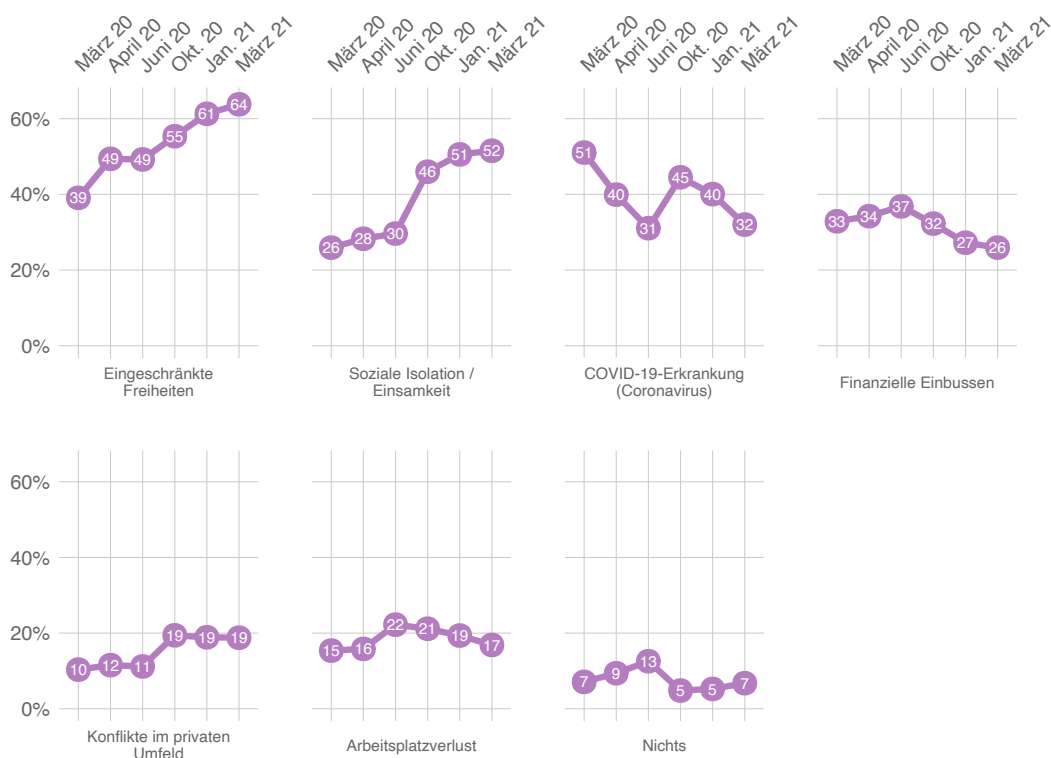 März 20 April 20 Juni 20 Okt. 20 Jan. 21 März 21
März 20 April 20 Juni 20 Okt. 20 Jan. 21 März 21
März 20 April 20 Juni 20 Okt. 20 Jan. 21 März 21
März 20 April 20 Juni 20 Okt. 20 Jan. 21 März 21
60%
40%
20%
0%
39 49 49 55 61 64
Eingeschränkte
Freiheiten
26 28 30 46 51 52
Soziale Isolation /
Einsamkeit
51 40 31 45 40 32
COVID-19-Erkrankung
(Coronavirus)
33 34 37 32 27 26
Finanzielle Einbussen
60%
40%
20%
0%
10 12 11 19 19 19
Konflikte im privaten
Umfeld
15 16 22 21 19 17
Arbeitsplatzverlust
7 9 13 5 5 7
Nichts